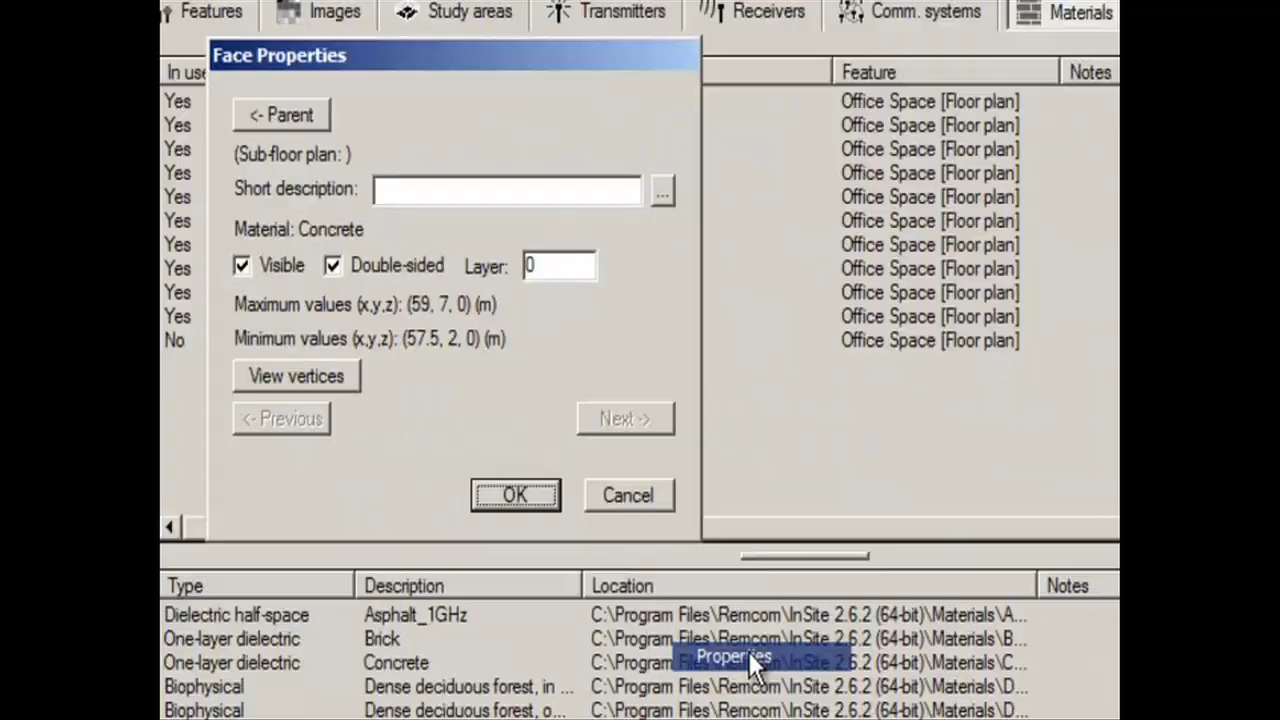 Features Images Study areas Transmitters Receivers Comm. systems Materials
Face Properties
In use Feature Notes
<- Parent
Yes Office Space [Floor plan]
Yes Office Space [Floor plan]
(Sub-floor plan: )
Yes Office Space [Floor plan]
Yes Office Space [Floor plan]
Short description: ...
Yes Office Space [Floor plan]
Yes Office Space [Floor plan]
Material: Concrete
Yes Office Space [Floor plan]
Visible Double-sided Layer: 0
Yes Office Space [Floor plan]
Yes Office Space [Floor plan]
Maximum values (x,y,z): (59, 7, 0) (m)
Yes Office Space [Floor plan]
Minimum values (x,y,z): (57.5, 2, 0) (m)
No Office Space [Floor plan]
View vertices
<- Previous Next ->
OK Cancel
Type Description Location Notes
Dielectric half-space Asphalt_1GHz C:\Program Files\Remcom\InSite 2.6.2 (64-bit)\Materials\A...
One-layer dielectric Brick C:\Program Files\Remcom\InSite 2.6.2 (64-bit)\Materials\B...
Properties
One-layer dielectric Concrete C:\Program Files\Remcom\InSite 2.6.2 (64-bit)\Materials\C...
Biophysical Dense deciduous forest, in ... C:\Program Files\Remcom\InSite 2.6.2 (64-bit)\Materials\D...
Biophysical Dense deciduous forest, o... C:\Program Files\Remcom\InSite 2.6.2 (64-bit)\Materials\D...